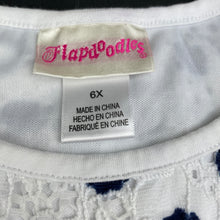 Flapdoodles
6X
MADE IN CHINA
HECHO EN CHINA
FABRIQUÉ EN CHINE